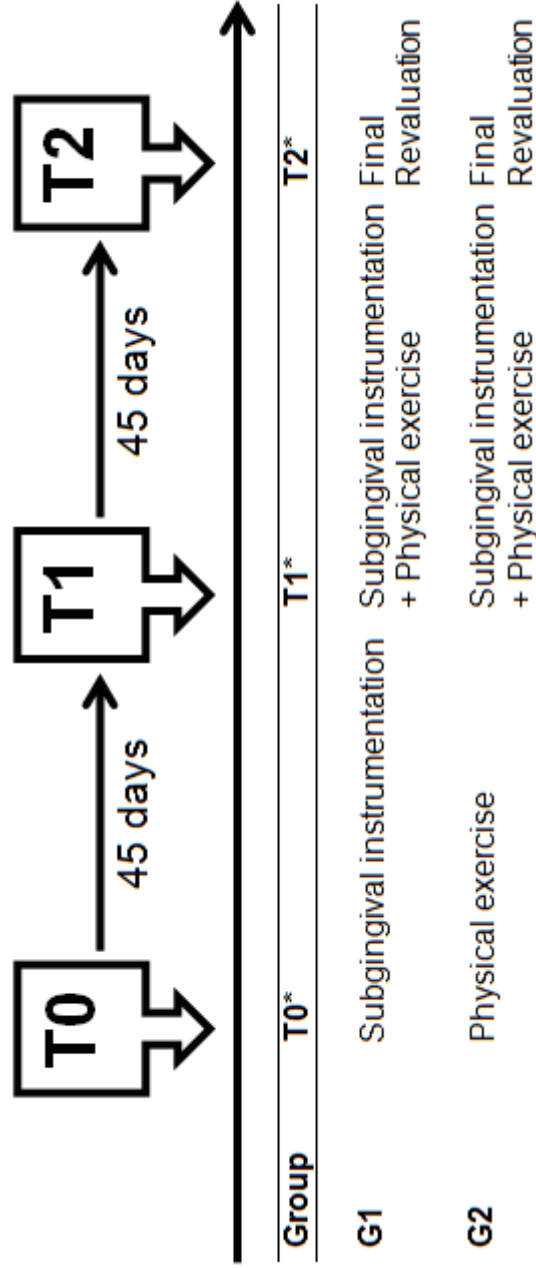 T0
T1
T2
45 days
45 days
Group T0* T1* T2*
G1 Subgingival instrumentation Subgingival instrumentation Final
+ Physical exercise Revaluation
G2 Physical exercise Subgingival instrumentation Final
+ Physical exercise Revaluation